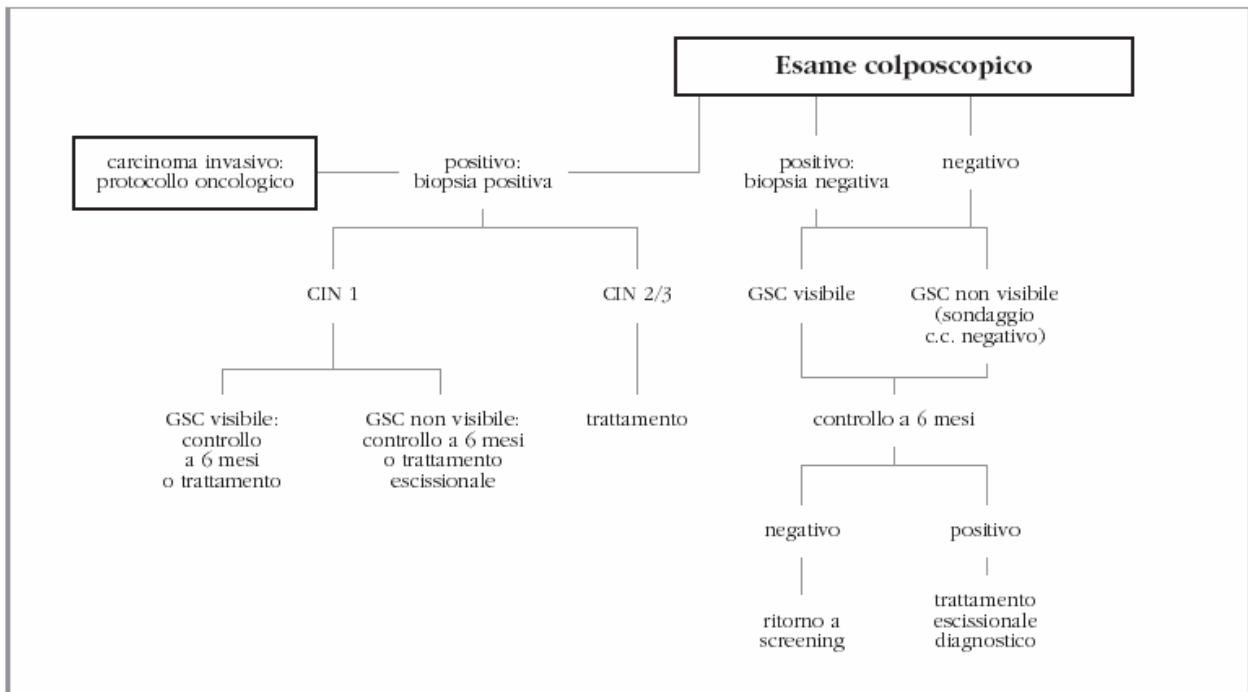 Esame colposcopico
carcinoma invasivo:
protocollo oncologico
positivo:
biopsia positiva
positivo:
biopsia negativa
negativo
CIN 1
CIN 2/3
GSC visibile
GSC non visibile
(sondaggio
c.c. negativo)
GSC visibile:
controllo
a 6 mesi
o trattamento
GSC non visibile:
controllo a 6 mesi
o trattamento
escissionale
trattamento
controllo a 6 mesi
negativo
positivo
ritorno a
screening
trattamento
escissionale
diagnostico